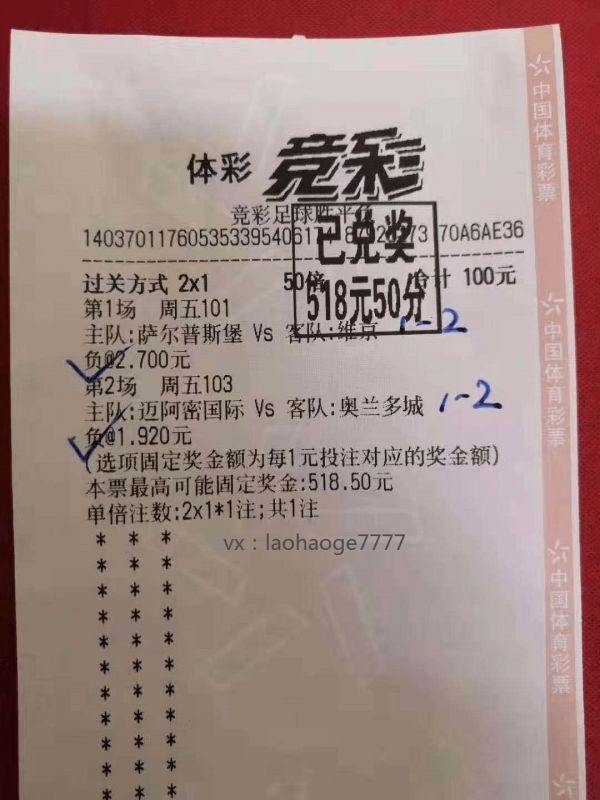 体彩 竞彩
竞彩足球胜平负
已兑奖
518元50分
70A6AE36
过关方式 2x1 50倍 合计 100元
第1场 周五101
主队:萨尔普斯堡 Vs 客队:维京 1-2
负@2.700元
第2场 周五103
主队:迈阿密国际 Vs 客队:奥兰多城 1-2
负@1.920元
(选项固定奖金额为每1元投注对应的奖金额)
本票最高可能固定奖金:518.50元
单倍注数:2x1*1注;共1注
vx：laohaoge7777
* * *
* * *
* * *
* * *
* * *
* * *
* * *
* * *
* * *
* * *
* * *
中国体育彩票
中国体育彩票
中国体育彩票